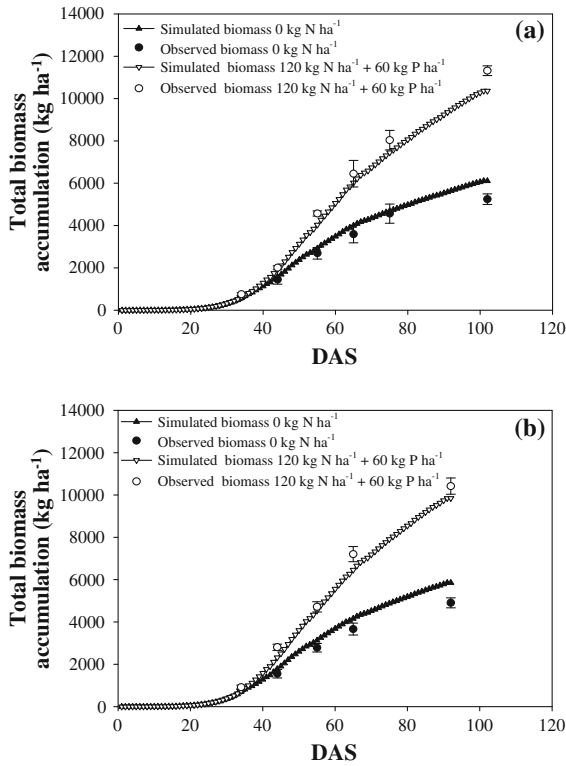 (a)
Simulated biomass 0 kg N ha⁻¹
Observed biomass 0 kg N ha⁻¹
Simulated biomass 120 kg N ha⁻¹ + 60 kg P ha⁻¹
Observed biomass 120 kg N ha⁻¹ + 60 kg P ha⁻¹
Total biomass
accumulation (kg ha⁻¹)
14000
12000
10000
8000
6000
4000
2000
0
0 20 40 60 80 100 120
DAS
(b)
Simulated biomass 0 kg N ha⁻¹
Observed biomass 0 kg N ha⁻¹
Simulated biomass 120 kg N ha⁻¹ + 60 kg P ha⁻¹
Observed biomass 120 kg N ha⁻¹ + 60 kg P ha⁻¹
Total biomass
accumulation (kg ha⁻¹)
14000
12000
10000
8000
6000
4000
2000
0
0 20 40 60 80 100 120
DAS